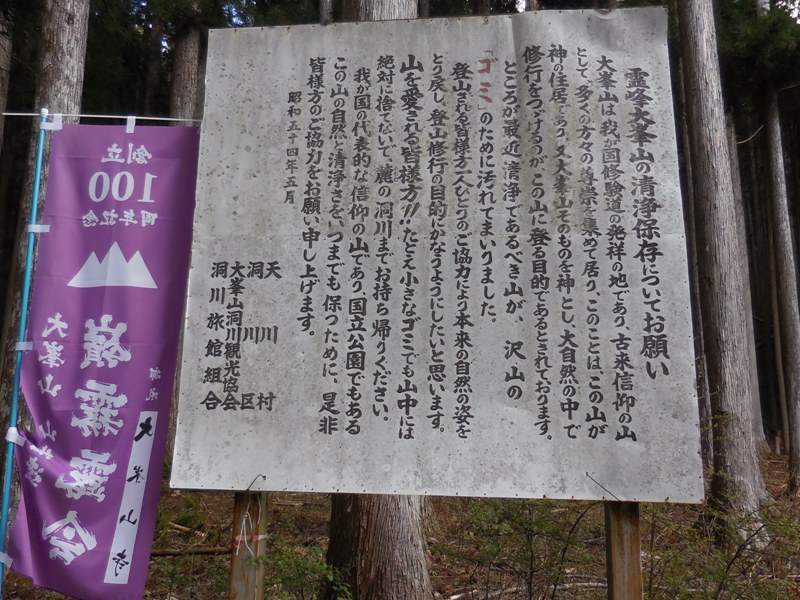 霊峰大峯山の清浄保存についてお願い
大峯山は我が国修験道の発祥の地であり、古来信仰の山
として、多くの方々の尊崇を集めて居り、このことは、この山が
神の住居であり、又大峯山そのものを神とし、大自然の中で
修行をつづけるのが、この山に登る目的であるとされております。
ところが最近、清浄であるべき山が、沢山の
「ゴミ」のために汚れてまいりました。
登山される皆様方一人ひとりのご協力により本来の自然の姿を
とり戻し、登山修行の目的にかなうようにしたいと思います。
山を愛される皆様方!!たとえ小さなゴミでも山中には
絶対に捨てないで、麓の洞川までお持ち帰りください。
我が国の代表的な信仰の山であり、国立公園でもある
この山の自然と清浄さを、いつまでも保つために、是非
皆様方のご協力をお願い申し上げます。
昭和五十四年五月
天川村
洞川区
大峯山洞川観光協会
洞川旅館組合
創立
100
周年記念
大峯山
嶺霧露会
大峯山寺